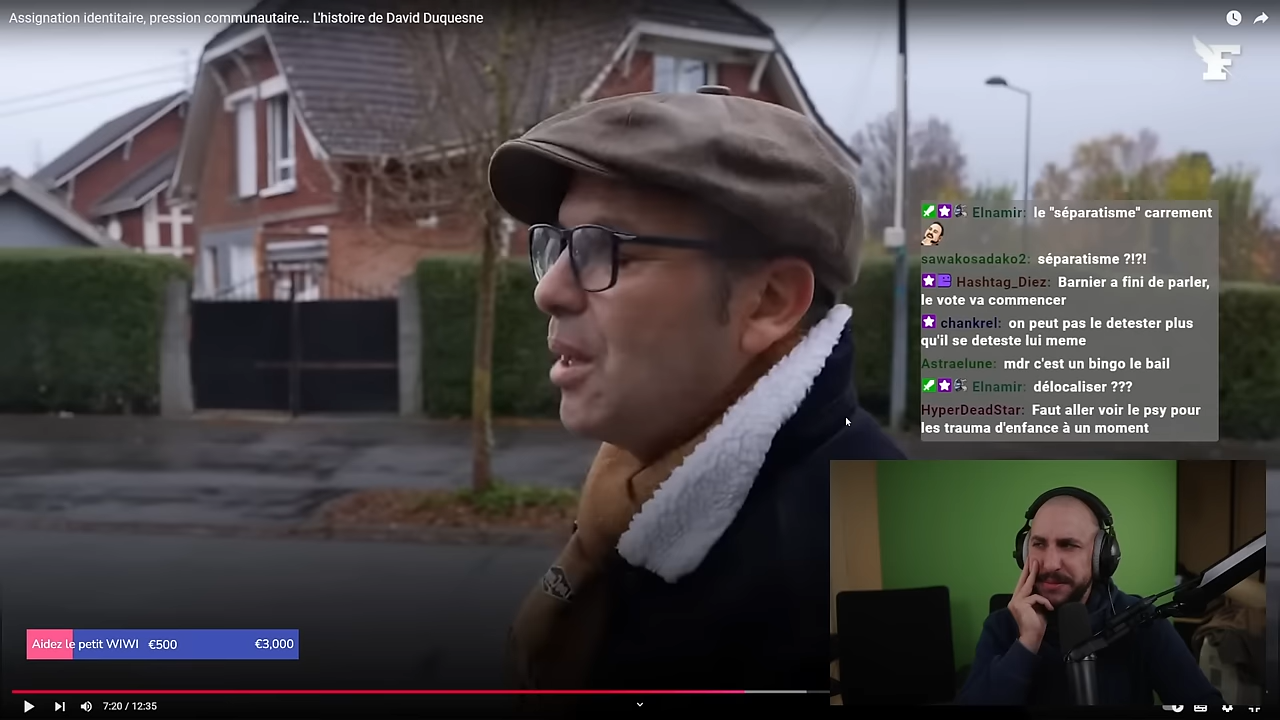 Assignation identitaire, pression communautaire... L'histoire de David Duquesne
F
Elnamir: le "séparatisme" carrement
sawakosadako2: séparatisme ?!?!
Hashtag_Diez: Barnier a fini de parler,
le vote va commencer
chankrel: on peut pas le detester plus
qu'il se deteste lui meme
Astraelune: mdr c'est un bingo le bail
Elnamir: délocaliser ???
HyperDeadStar: Faut aller voir le psy pour
les trauma d'enfance à un moment
Aidez le petit WIWI €500 €3,000
7:20 / 12:35